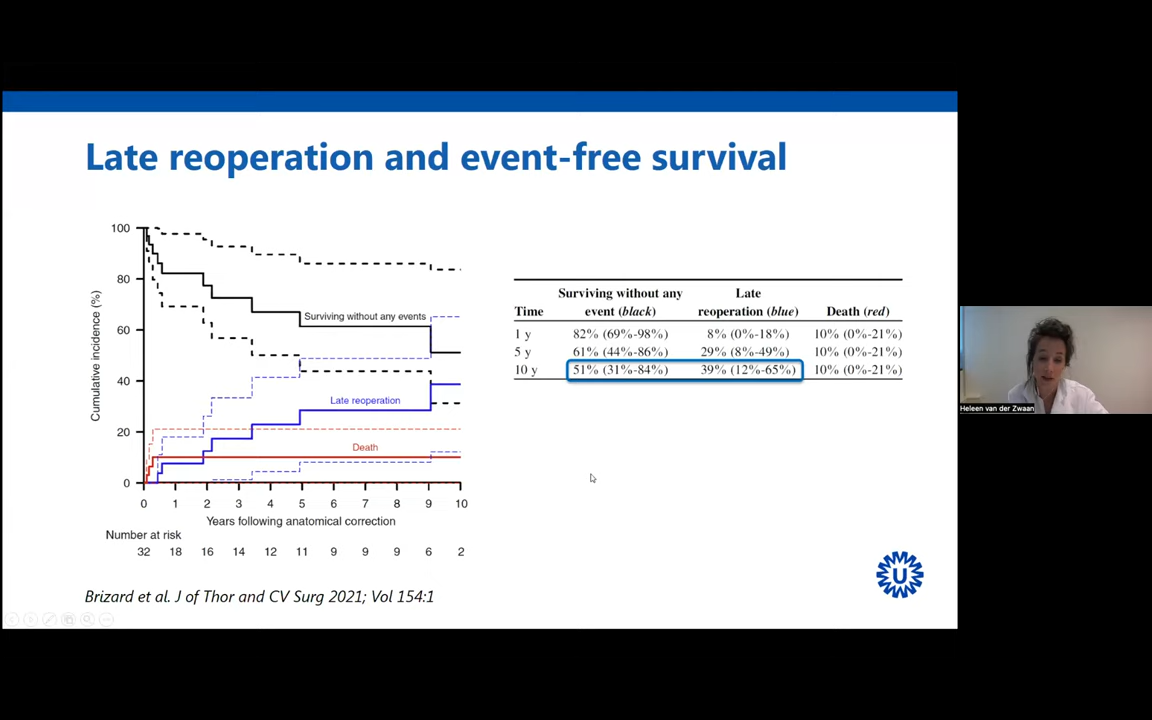 Late reoperation and event-free survival
Cumulative incidence (%)
100
80
60
40
20
0
Surviving without any events
Late reoperation
Death
0 1 2 3 4 5 6 7 8 9 10
Years following anatomical correction
Number at risk
32 18 16 14 12 11 9 9 9 6 2
Surviving without any Late
Time event (black) reoperation (blue) Death (red)
1 y 82% (69%-98%) 8% (0%-18%) 10% (0%-21%)
5 y 61% (44%-86%) 29% (8%-49%) 10% (0%-21%)
10 y 51% (31%-84%) 39% (12%-65%) 10% (0%-21%)
Brizard et al. J of Thor and CV Surg 2021; Vol 154:1
U
Heleen van der Zwaan